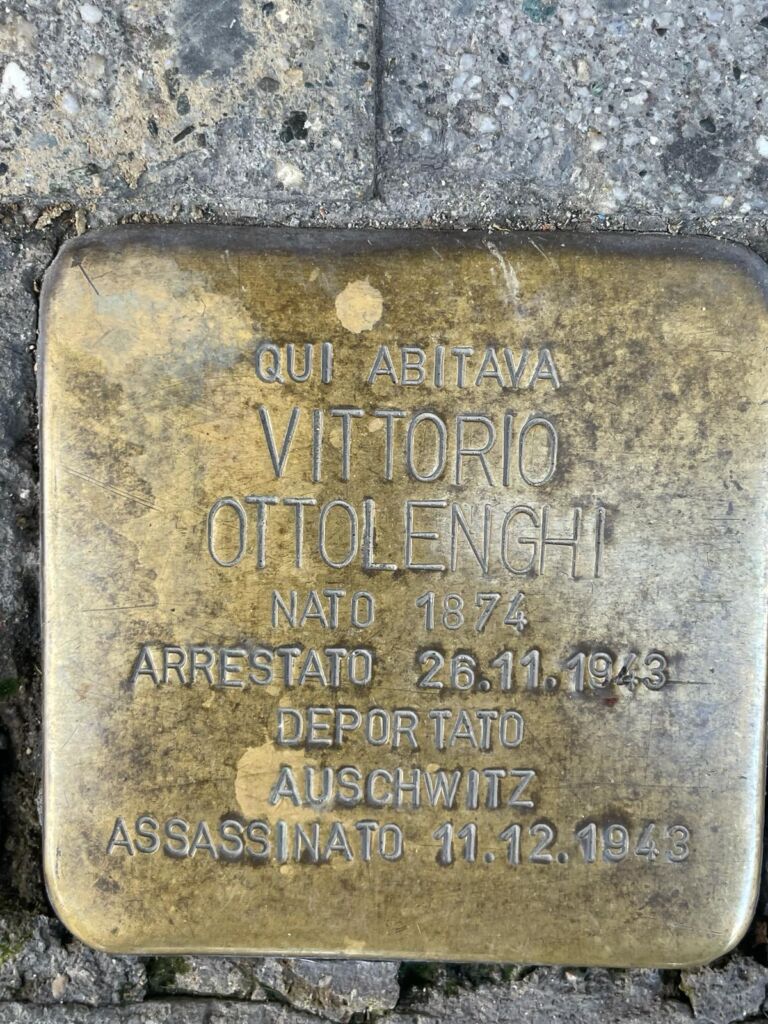 QUI ABITAVA
VITTORIO
OTTOLENGHI
NATO 1874
ARRESTATO 26.11.1943
DEPORTATO
AUSCHWITZ
ASSASSINATO 11.12.1943